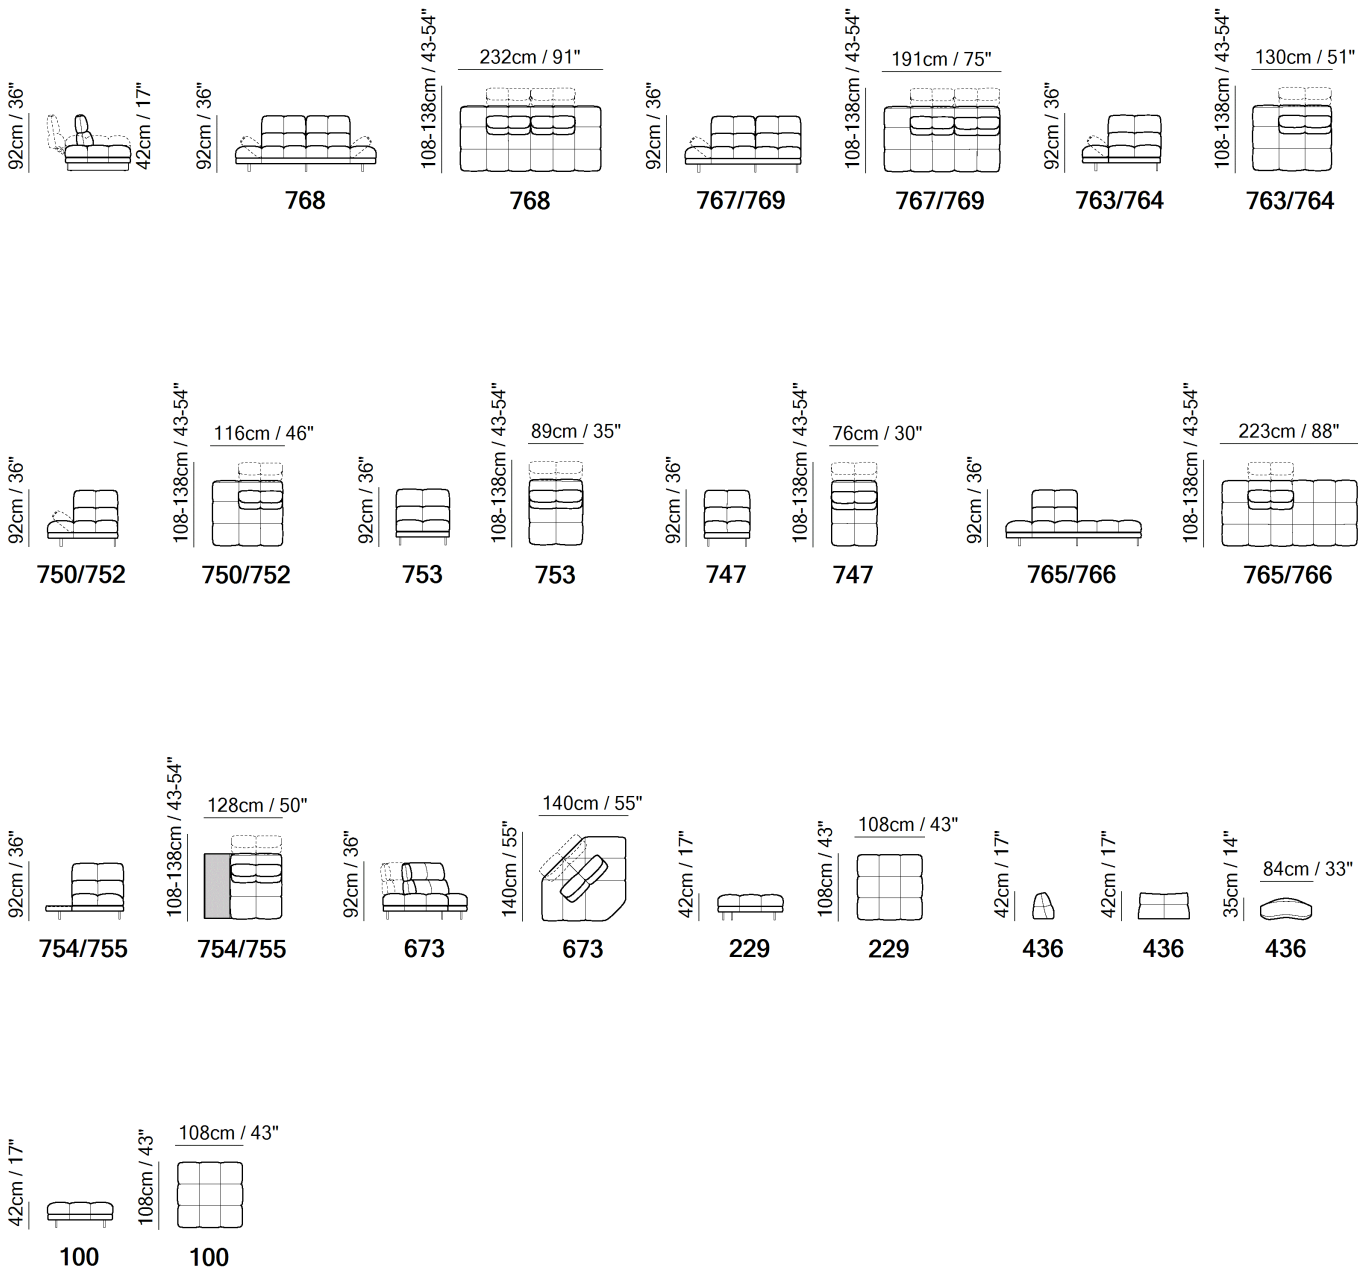 92cm / 36"
42cm / 17"
92cm / 36"
768
108-138cm / 43-54"
232cm / 91"
768
92cm / 36"
767/769
108-138cm / 43-54"
191cm / 75"
767/769
92cm / 36"
763/764
108-138cm / 43-54"
130cm / 51"
763/764
92cm / 36"
750/752
108-138cm / 43-54"
116cm / 46"
750/752
92cm / 36"
753
108-138cm / 43-54"
89cm / 35"
753
92cm / 36"
747
108-138cm / 43-54"
76cm / 30"
747
92cm / 36"
765/766
108-138cm / 43-54"
223cm / 88"
765/766
92cm / 36"
754/755
108-138cm / 43-54"
128cm / 50"
754/755
92cm / 36"
673
140cm / 55"
140cm / 55"
673
42cm / 17"
229
108cm / 43"
108cm / 43"
229
42cm / 17"
436
42cm / 17"
436
35cm / 14"
84cm / 33"
436
42cm / 17"
100
108cm / 43"
108cm / 43"
100